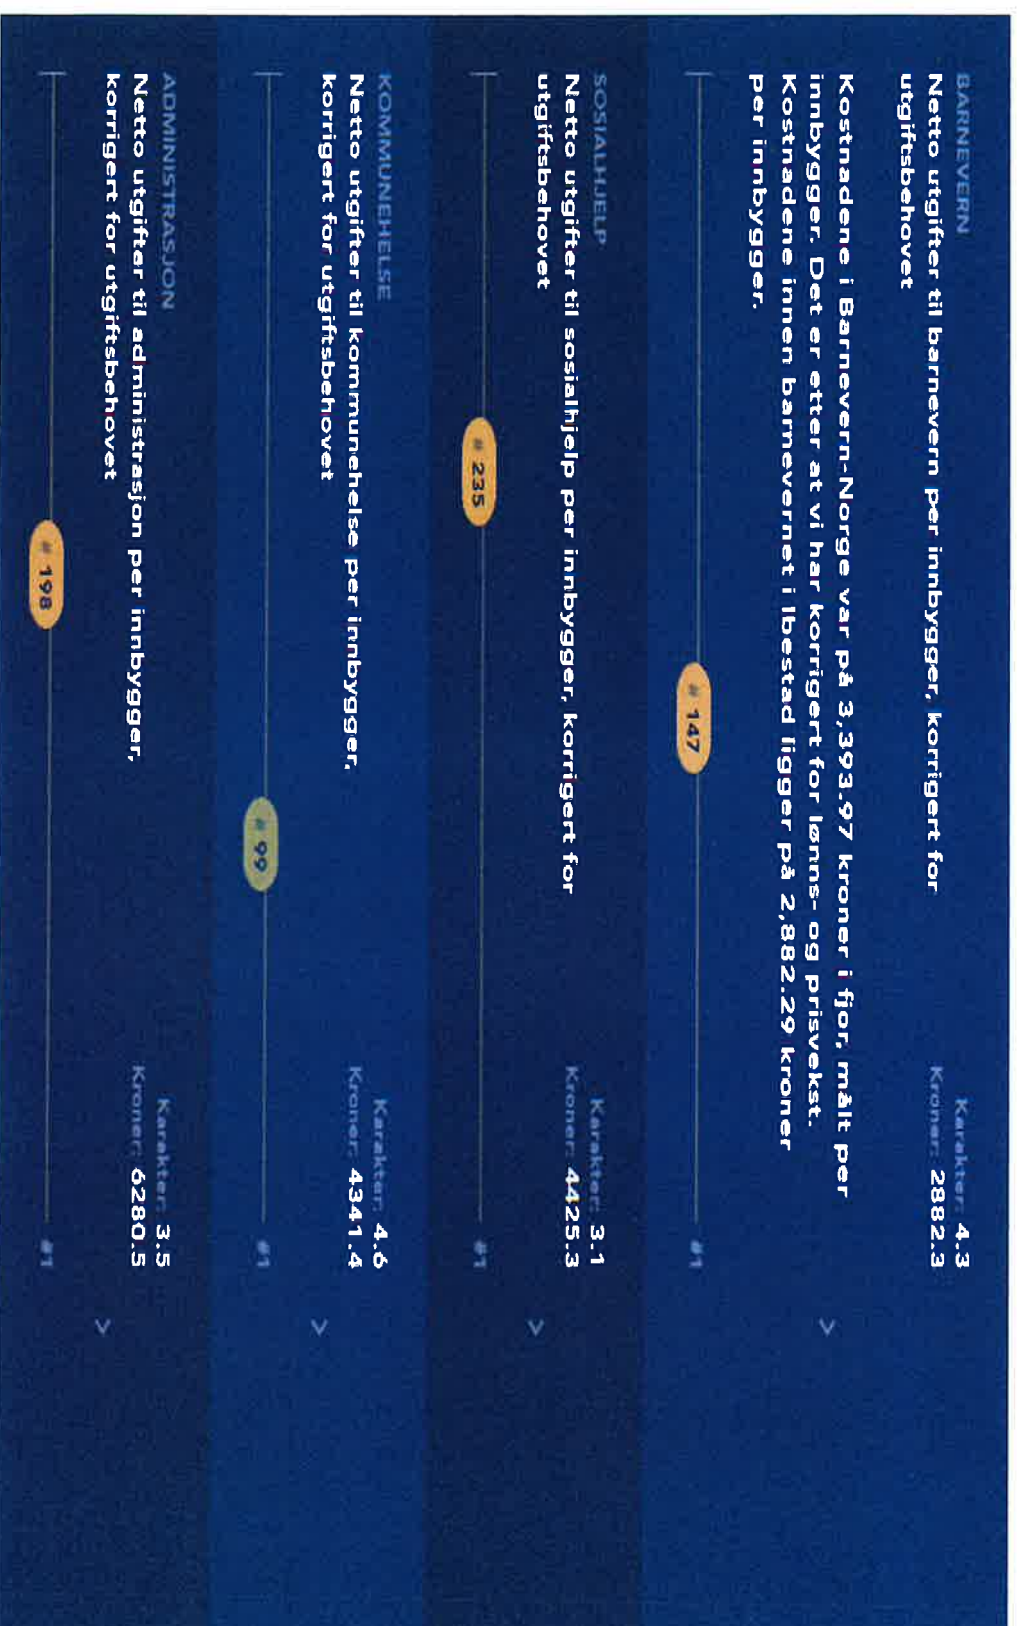 BARNEVERN
Netto utgifter til barnevern per innbygger, korrigert for
utgiftsbehovet
Karakter: 4.3
Kroner: 2882.3
Kostnadene i Barnevern-Norge var på 3,393.97 kroner i fjor, målt per
innbygger. Det er etter at vi har korrigert for lønns- og prisvekst.
Kostnadene innen barnevernet i Ibestad ligger på 2,882.29 kroner
per innbygger.
# 147
#1
SOSIALHJELP
Netto utgifter til sosialhjelp per innbygger, korrigert for
utgiftsbehovet
Karakter: 3.1
Kroner: 4425.3
# 235
#1
KOMMUNEHELSE
Netto utgifter til kommunehelse per innbygger,
korrigert for utgiftsbehovet
Karakter: 4.6
Kroner: 4341.4
# 99
#1
ADMINISTRASJON
Netto utgifter til administrasjon per innbygger,
korrigert for utgiftsbehovet
Karakter: 3.5
Kroner: 6280.5
# 198
#1